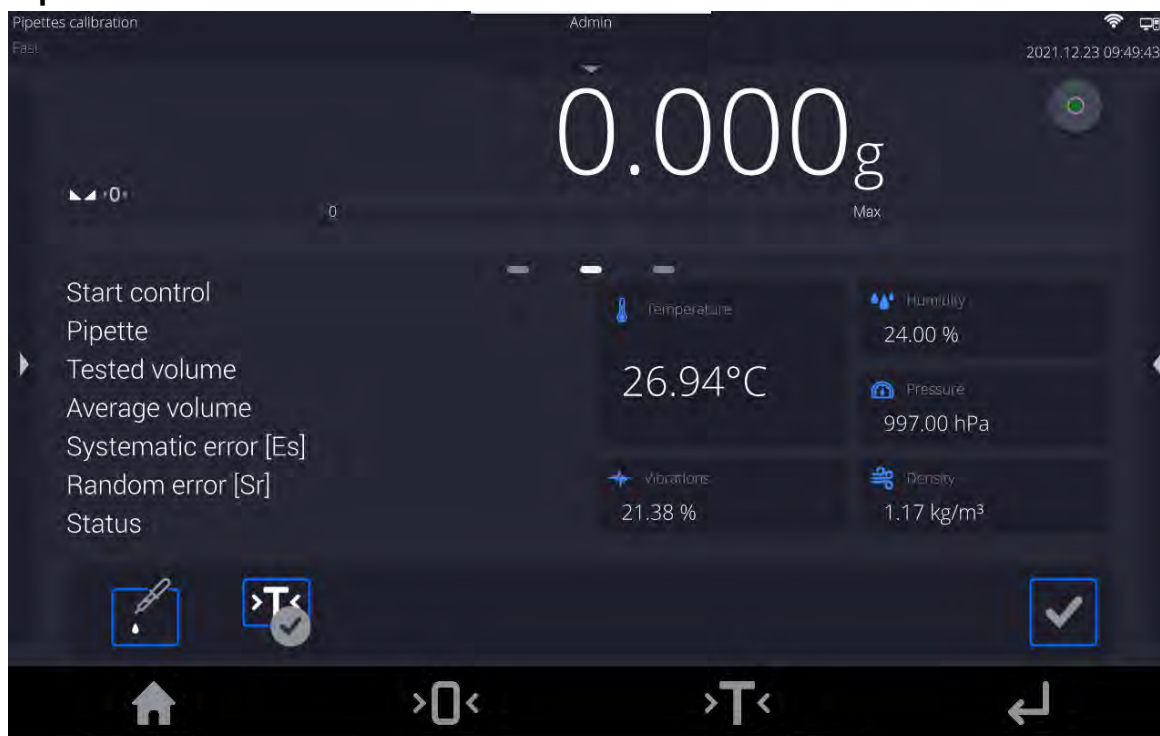 Pipettes calibration
Admin
Fast
2021.12.23 09:49:43
0.000g
>0<
0
Max
Start control
Pipette
Tested volume
Average volume
Systematic error [Es]
Random error [Sr]
Status
Temperature
26.94°C
Humidity
24.00 %
Pressure
997.00 hPa
Vibrations
21.38 %
Density
1.17 kg/m³
>T<
>0<
>T<